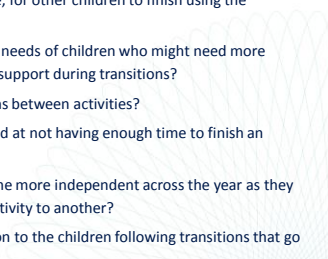 for other children to finish using the
needs of children who might need more
support during transitions?
between activities?
at not having enough time to finish an
more independent across the year as they
to another?
to the children following transitions that go